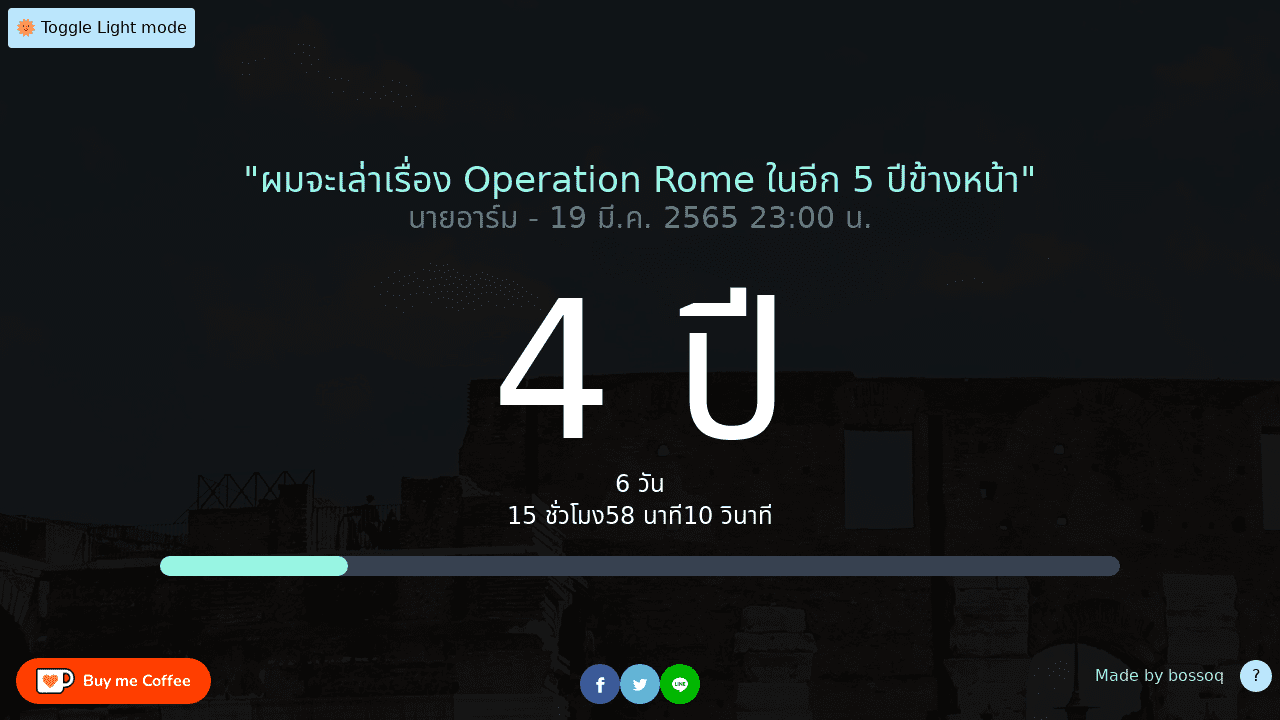 Toggle Light mode
"ผมจะเล่าเรื่อง Operation Rome ในอีก 5 ปีข้างหน้า"
นายอาร์ม - 19 มี.ค. 2565 23:00 น.
4 ปี
6 วัน
15 ชั่วโมง58 นาที10 วินาที
Buy me Coffee
LINE
Made by bossoq
?